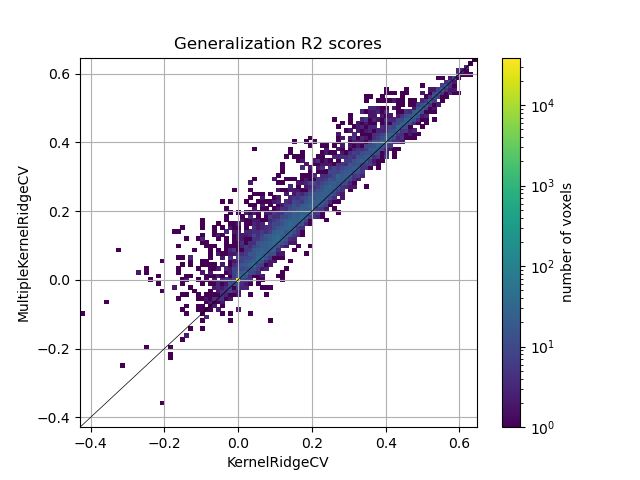 Generalization R2 scores
0.6
0.4
0.2
0.0
−0.2
−0.4
MultipleKernelRidgeCV
−0.4 −0.2 0.0 0.2 0.4 0.6
KernelRidgeCV
10^4
10^3
10^2
10^1
10^0
number of voxels